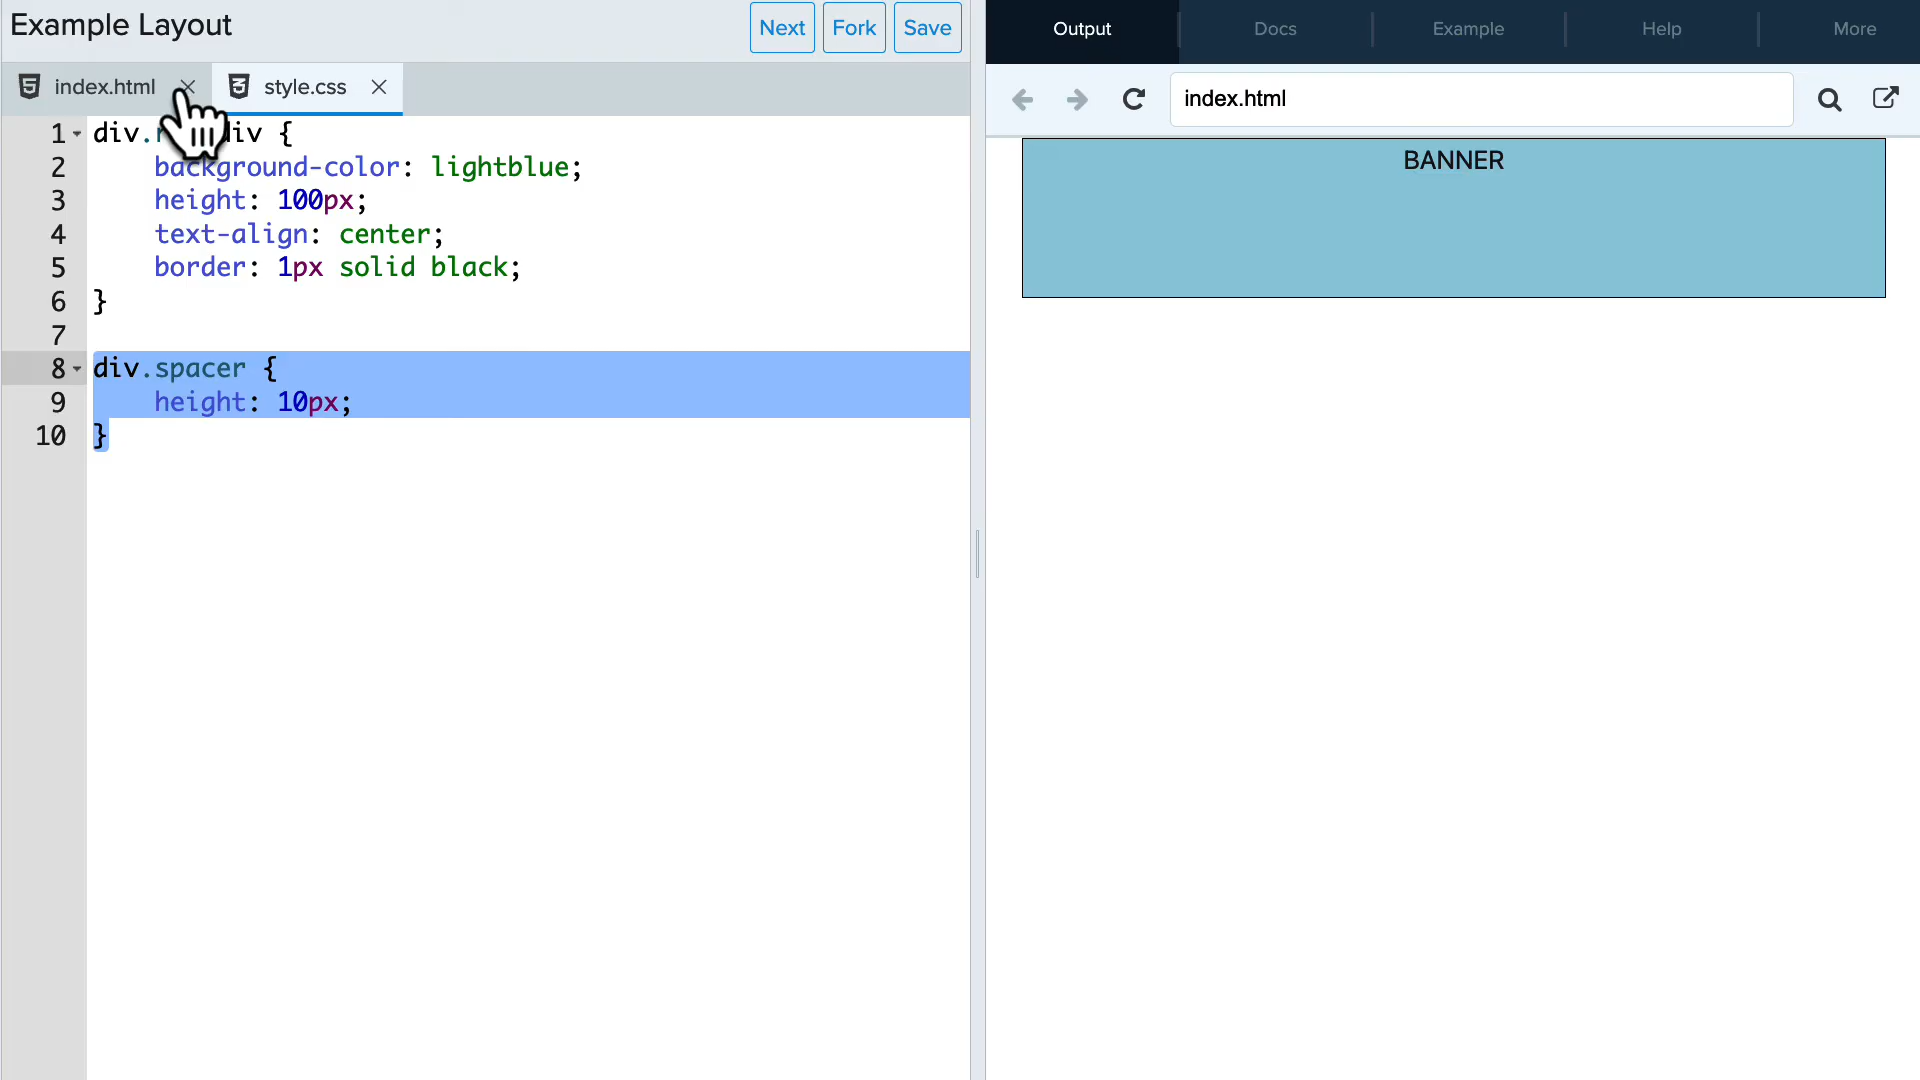 Example Layout
Next
Fork
Save
Output
Docs
Example
Help
More
index.html
style.css
index.html
1 div. div {
2 background-color: lightblue;
3 height: 100px;
4 text-align: center;
5 border: 1px solid black;
6 }
7
8 div.spacer {
9 height: 10px;
10 }
BANNER